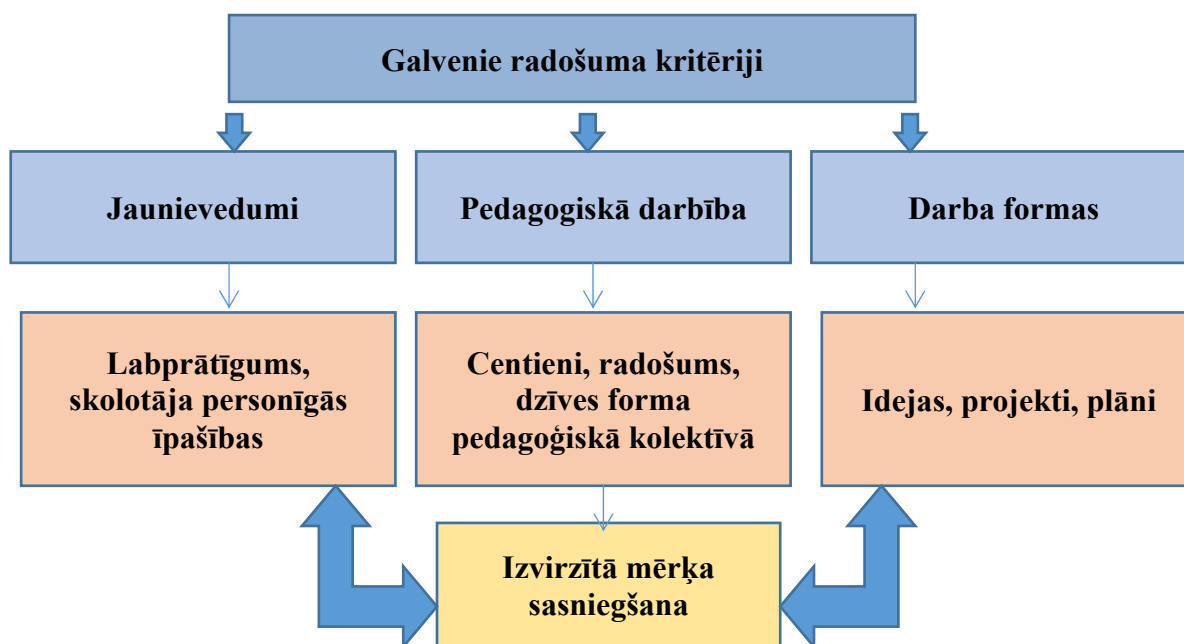 Galvenie radošuma kritēriji
Jaunievedumi
Pedagogiskā darbība
Darba formas
Labprātīgums,
skolotāja personīgās
īpašības
Centieni, radošums,
dzīves forma
pedagoģiskā kolektīvā
Idejas, projekti, plāni
Izvirzītā mērķa
sasniegšana